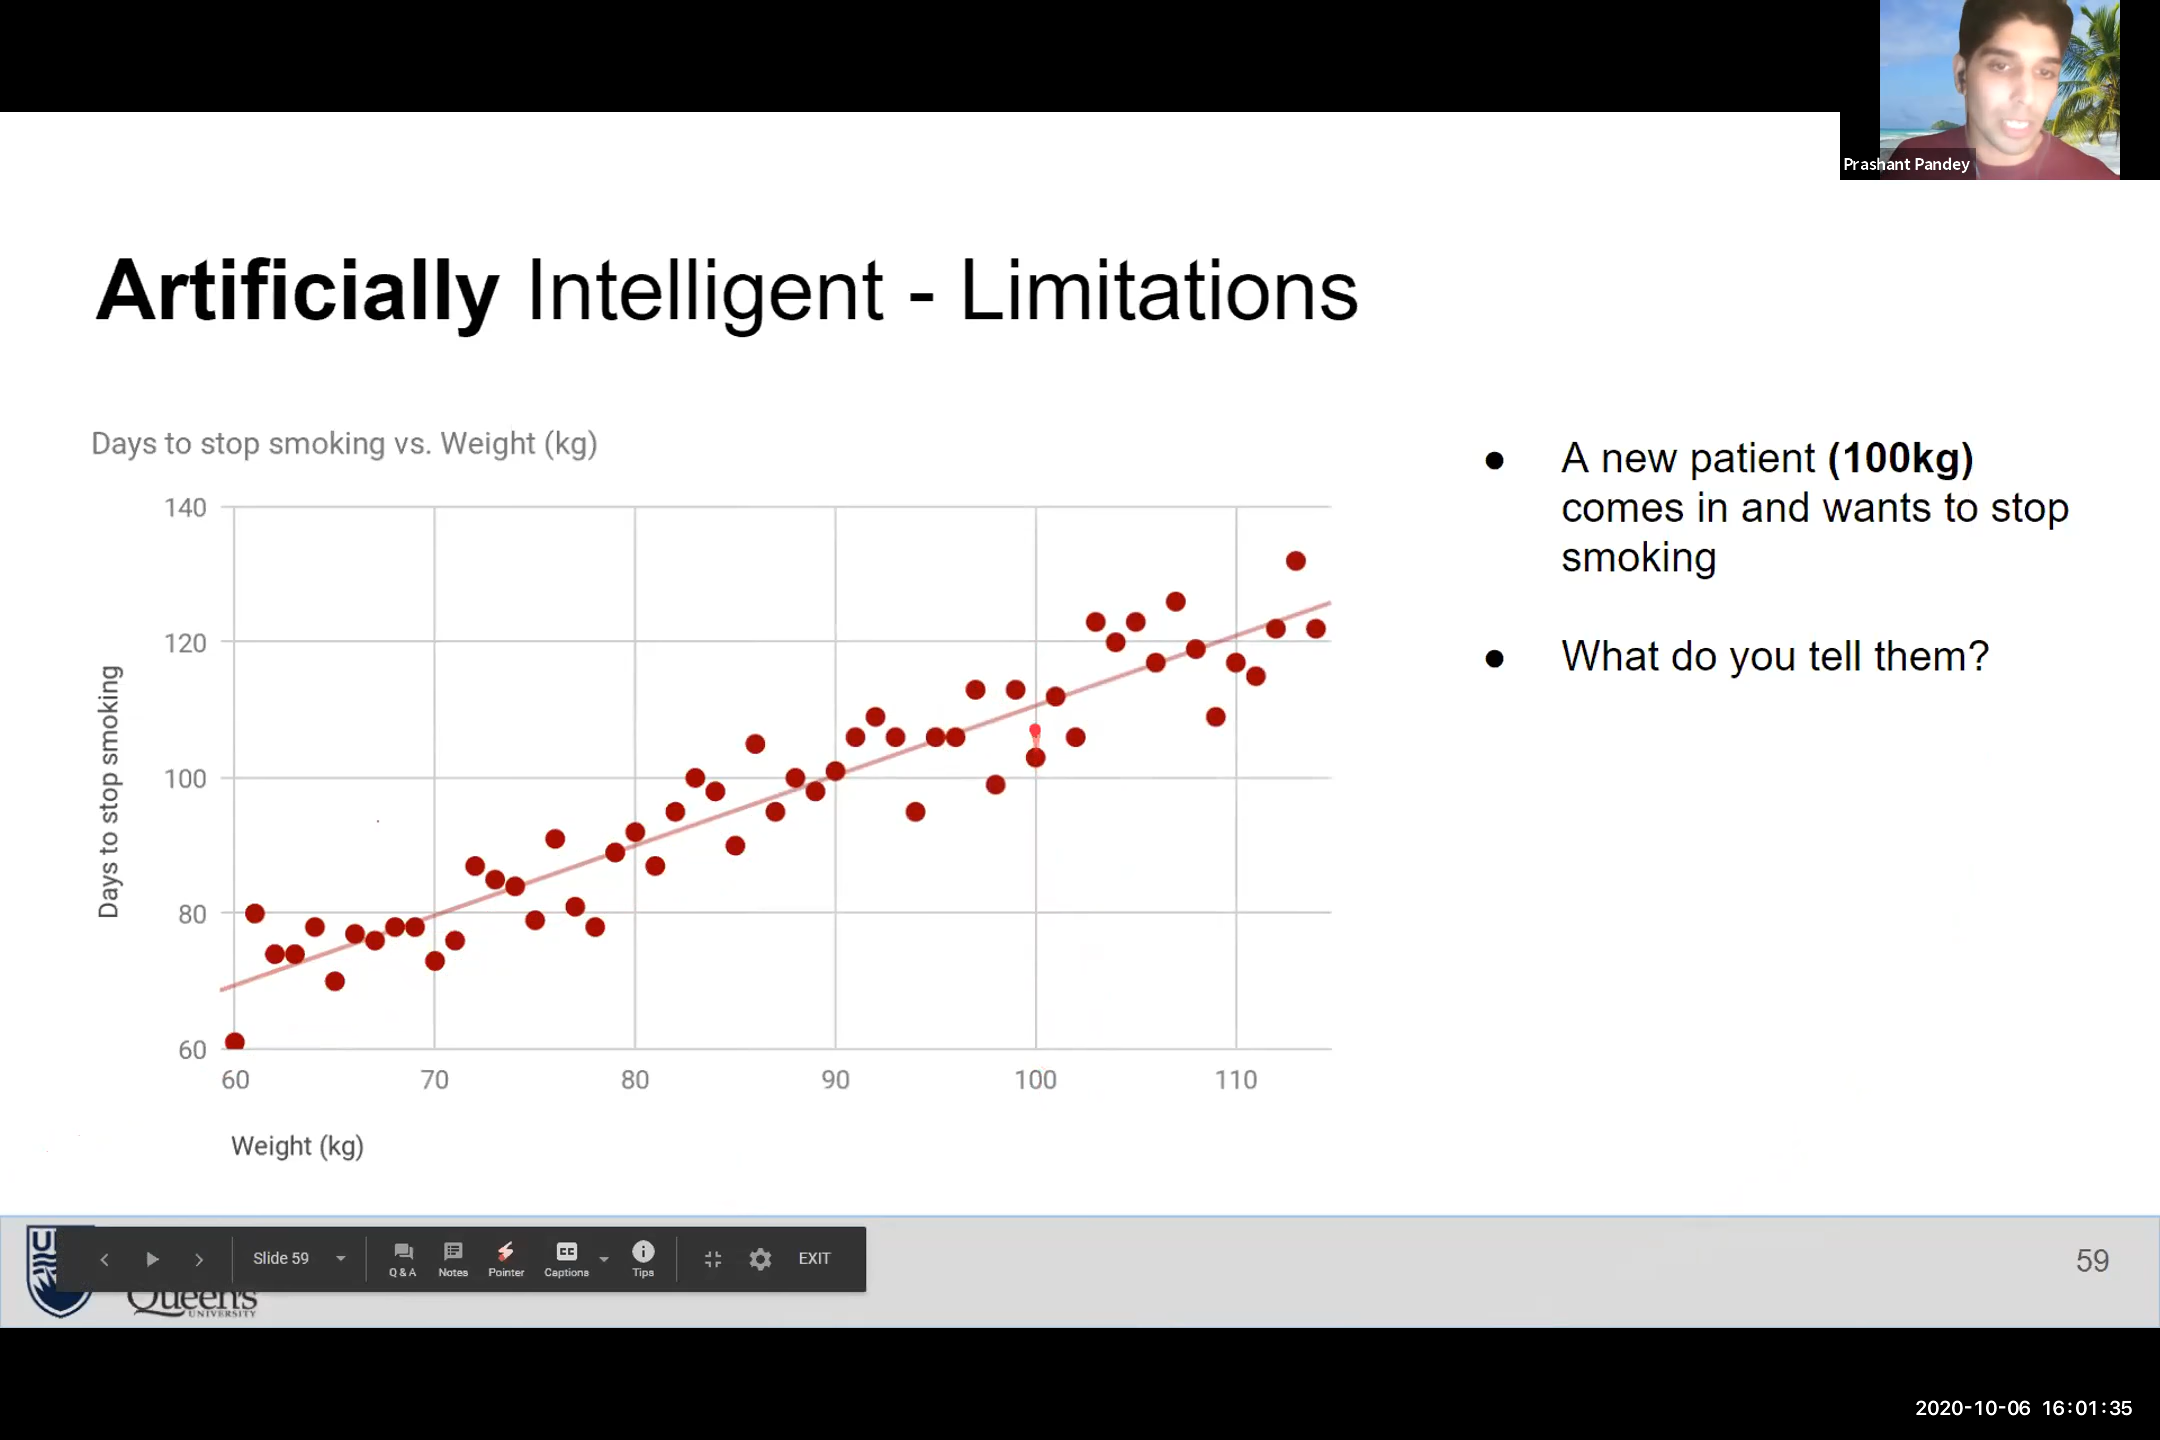 Prashant Pandey
Artificially Intelligent - Limitations
Days to stop smoking vs. Weight (kg)
140
120
100
80
60
Days to stop smoking
60 70 80 90 100 110
Weight (kg)
● A new patient (100kg)
comes in and wants to stop
smoking
● What do you tell them?
Slide 59
Q & A Notes Pointer Captions Tips
CC
EXIT
Queen's
UNIVERSITY
59
2020-10-06 16:01:35